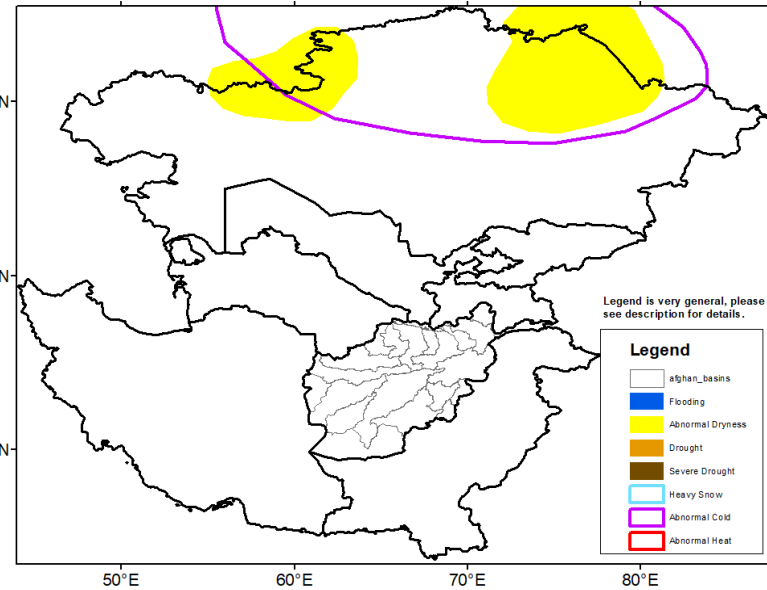 N
N
N
Legend is very general, please
see description for details.
Legend
afghan_basins
Flooding
Abnormal Dryness
Drought
Severe Drought
Heavy Snow
Abnormal Cold
Abnormal Heat
50°E 60°E 70°E 80°E